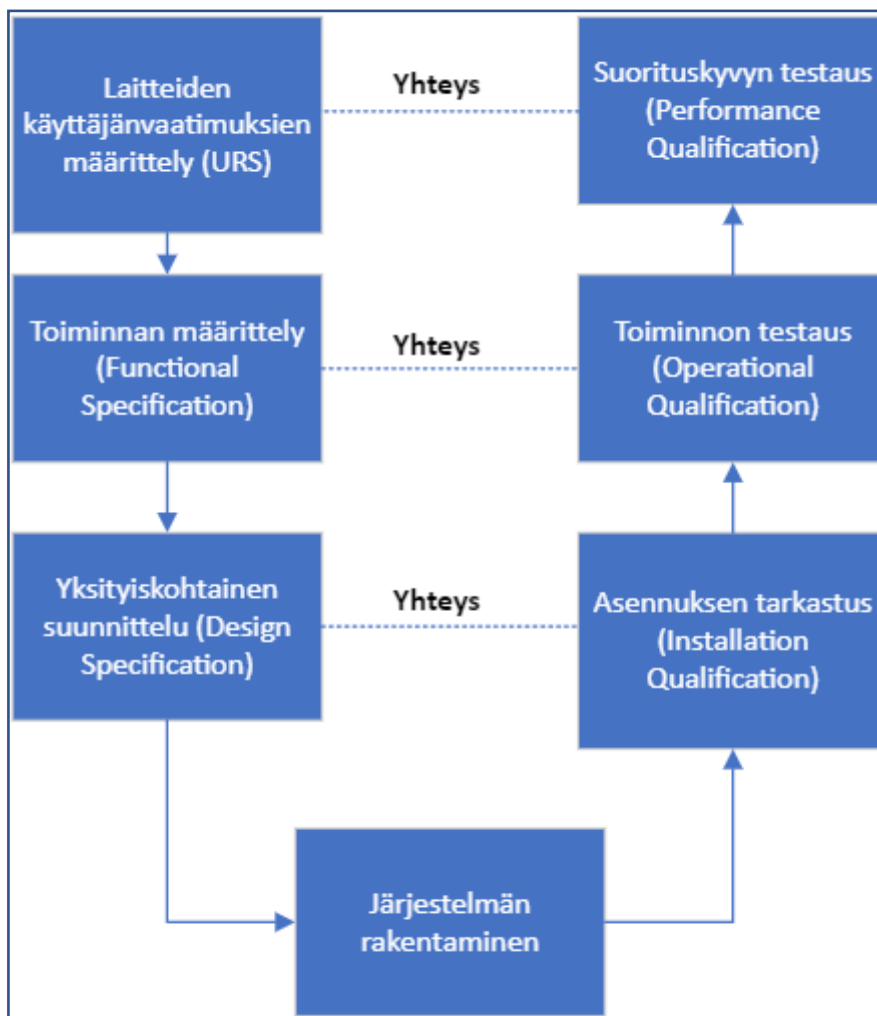 Laitteiden
käyttäjänvaatimuksien
määrittely (URS)
Yhteys
Suorituskyvyn testaus
(Performance
Qualification)
Toiminnan määrittely
(Functional
Specification)
Yhteys
Toiminnon testaus
(Operational
Qualification)
Yksityiskohtainen
suunnittelu (Design
Specification)
Yhteys
Asennuksen tarkastus
(Installation
Qualification)
Järjestelmän
rakentaminen